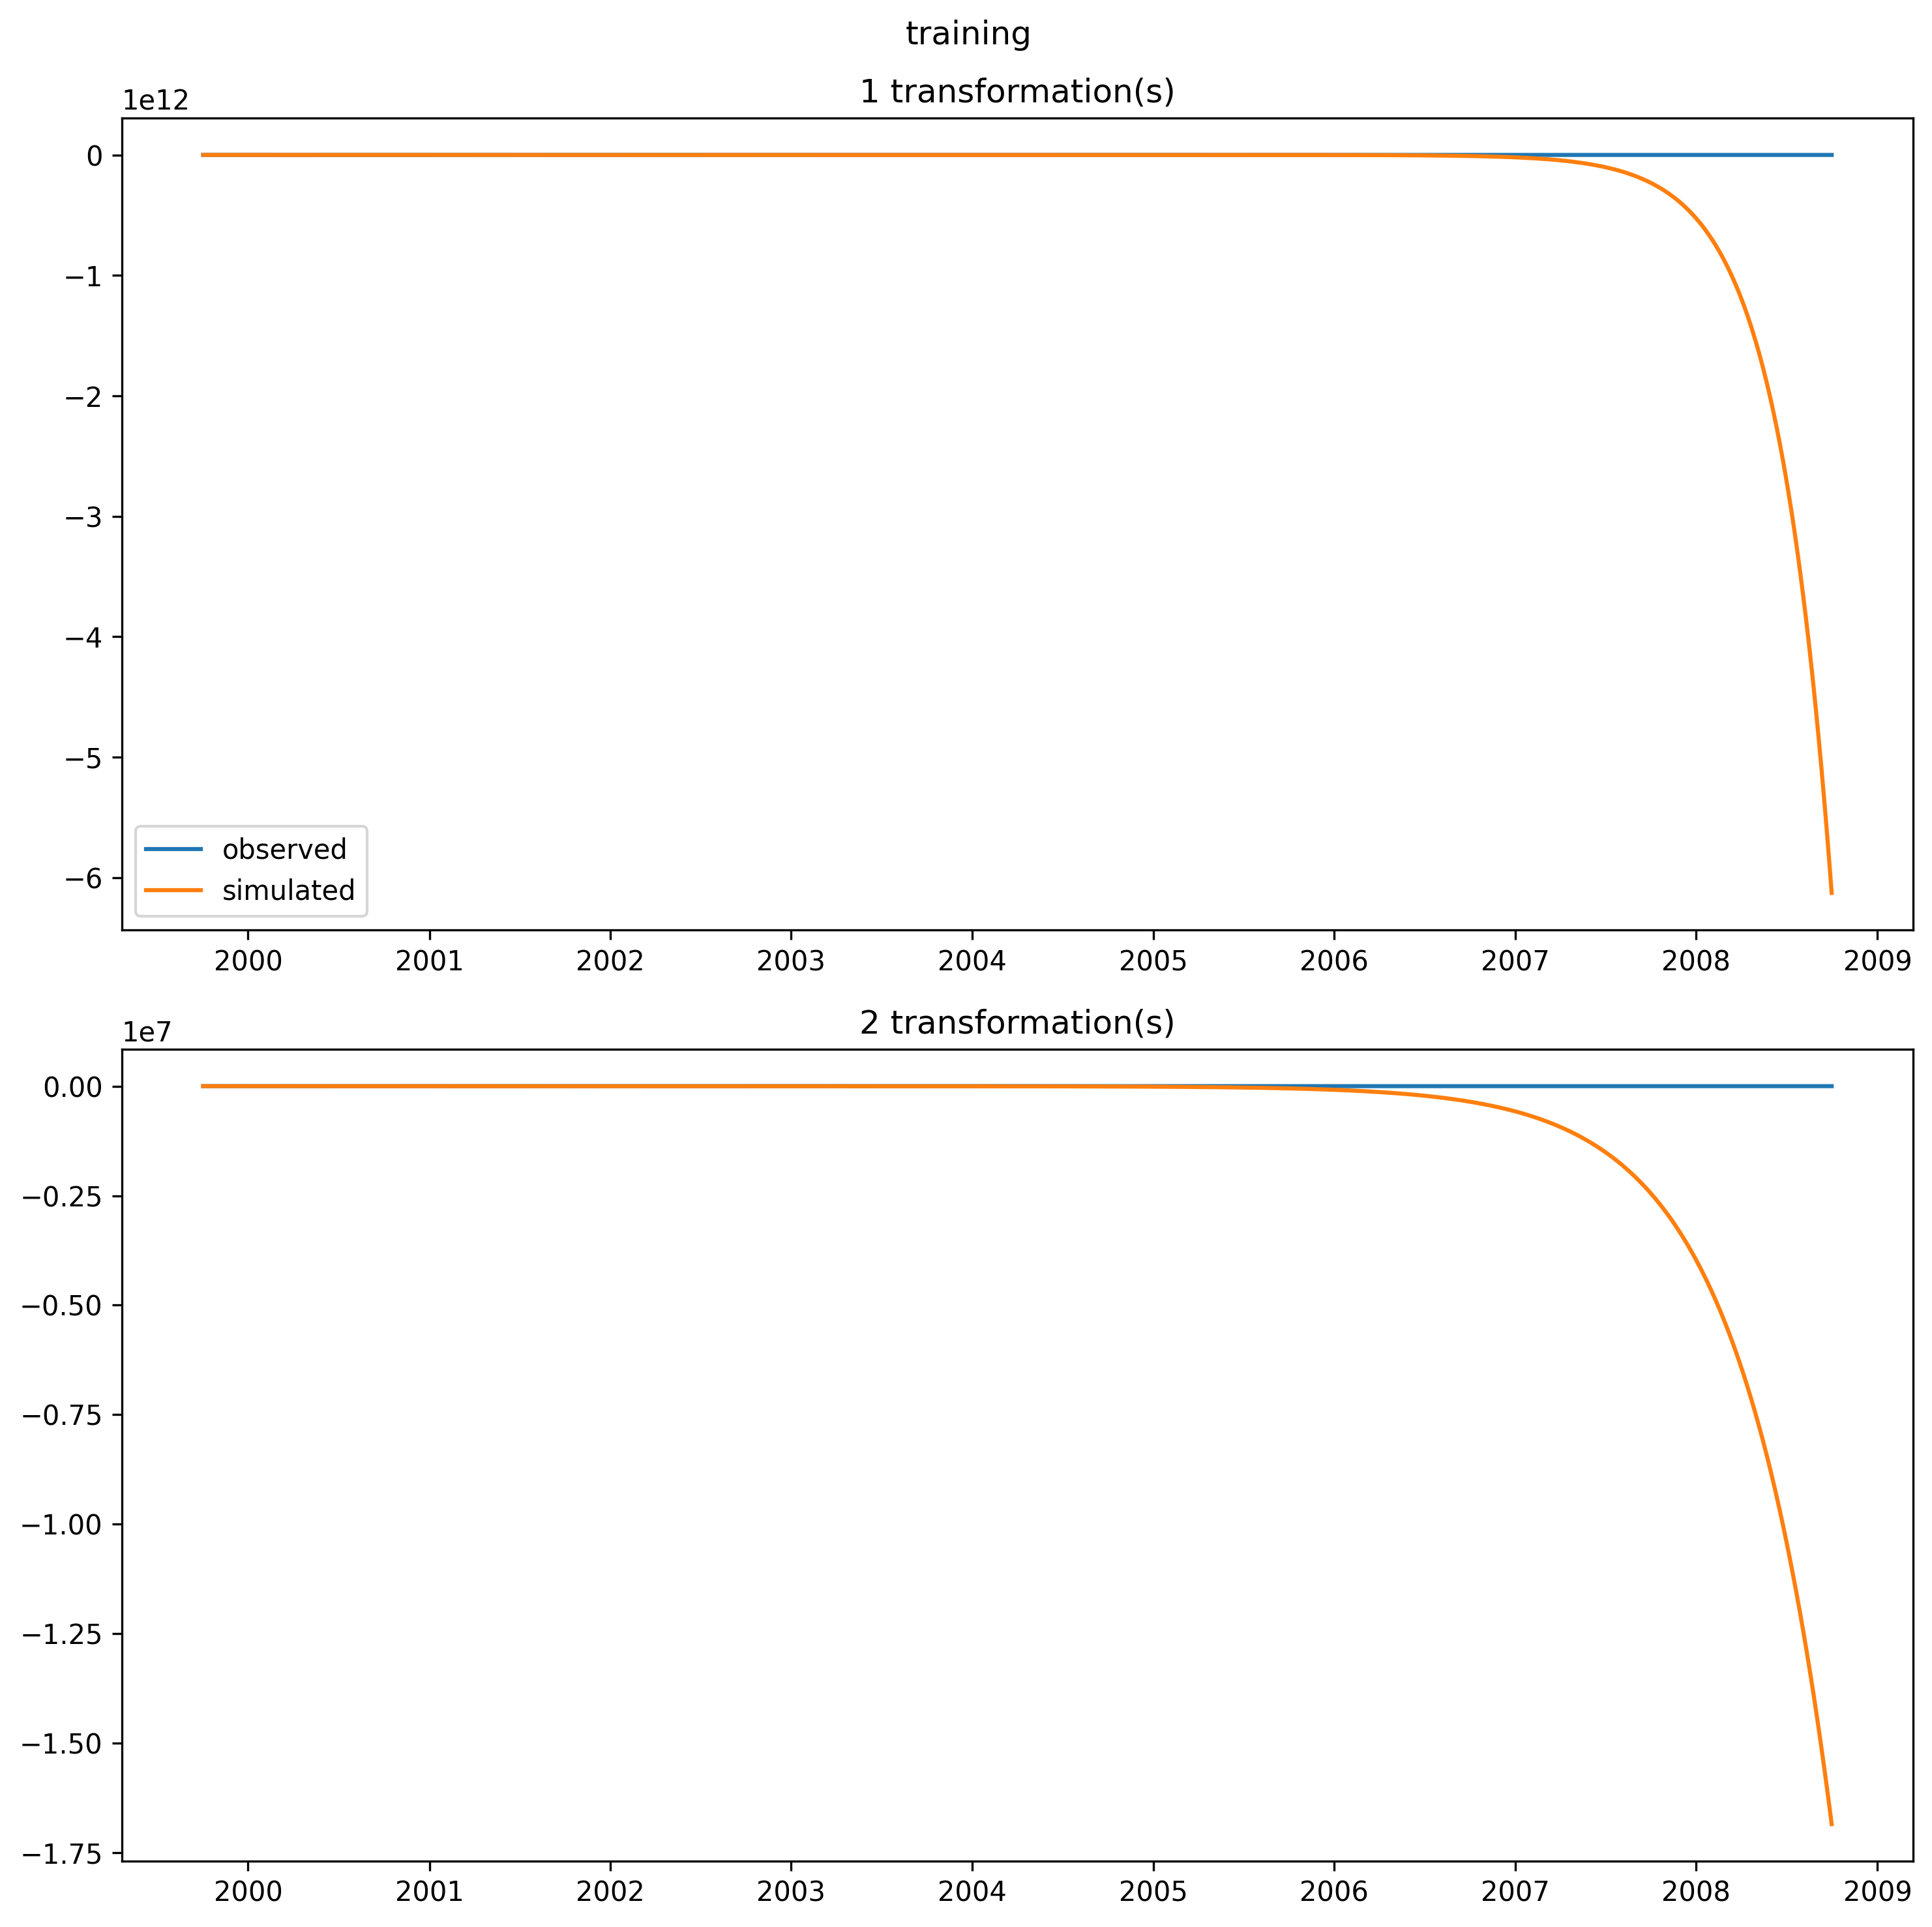 training
1 transformation(s)
1e12
0
−1
−2
−3
−4
−5
−6
observed
simulated
2000 2001 2002 2003 2004 2005 2006 2007 2008 2009
2 transformation(s)
1e7
0.00
−0.25
−0.50
−0.75
−1.00
−1.25
−1.50
−1.75
2000 2001 2002 2003 2004 2005 2006 2007 2008 2009